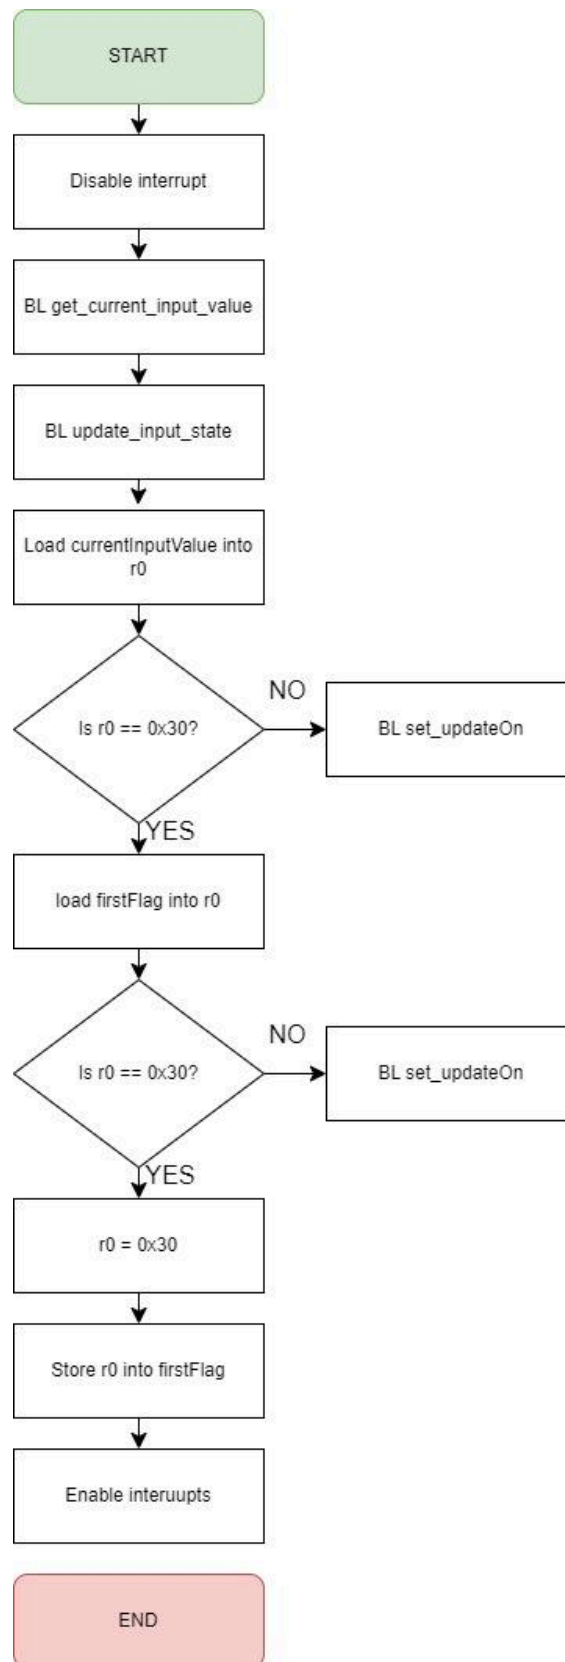 START
Disable interrupt
BL get_current_input_value
BL update_input_state
Load currentInputValue into
r0
Is r0 == 0x30?
NO
BL set_updateOn
YES
load firstFlag into r0
Is r0 == 0x30?
NO
BL set_updateOn
YES
r0 = 0x30
Store r0 into firstFlag
Enable interuupts
END